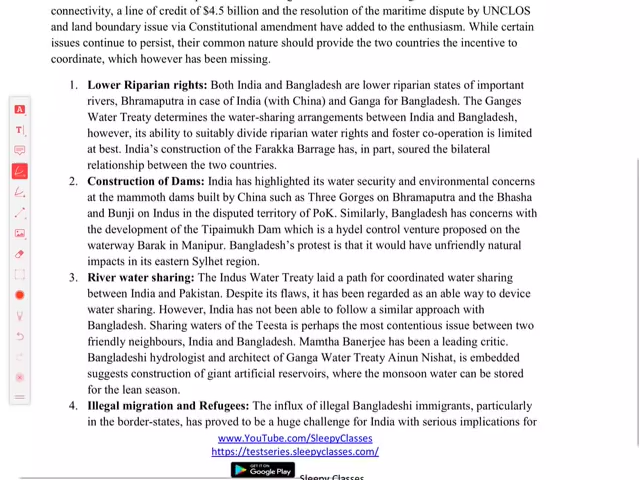 connectivity, a line of credit of $4.5 billion and the resolution of the maritime dispute by UNCLOS
and land boundary issue via Constitutional amendment have added to the enthusiasm. While certain
issues continue to persist, their common nature should provide the two countries the incentive to
coordinate, which however has been missing.
1. Lower Riparian rights: Both India and Bangladesh are lower riparian states of important
rivers, Bhramaputra in case of India (with China) and Ganga for Bangladesh. The Ganges
Water Treaty determines the water-sharing arrangements between India and Bangladesh,
however, its ability to suitably divide riparian water rights and foster co-operation is limited
at best. India's construction of the Farakka Barrage has, in part, soured the bilateral
relationship between the two countries.
2. Construction of Dams: India has highlighted its water security and environmental concerns
at the mammoth dams built by China such as Three Gorges on Bhramaputra and the Bhasha
and Bunji on Indus in the disputed territory of PoK. Similarly, Bangladesh has concerns with
the development of the Tipaimukh Dam which is a hydel control venture proposed on the
waterway Barak in Manipur. Bangladesh's protest is that it would have unfriendly natural
impacts in its eastern Sylhet region.
3. River water sharing: The Indus Water Treaty laid a path for coordinated water sharing
between India and Pakistan. Despite its flaws, it has been regarded as an able way to device
water sharing. However, India has not been able to follow a similar approach with
Bangladesh. Sharing waters of the Teesta is perhaps the most contentious issue between two
friendly neighbours, India and Bangladesh. Mamtha Banerjee has been a leading critic.
Bangladeshi hydrologist and architect of Ganga Water Treaty Ainun Nishat, is embedded
suggests construction of giant artificial reservoirs, where the monsoon water can be stored
for the lean season.
4. Illegal migration and Refugees: The influx of illegal Bangladeshi immigrants, particularly
in the border-states, has proved to be a huge challenge for India with serious implications for
www.YouTube.com/SleepyClasses
https://testseries.sleepyclasses.com/
GET IT ON
Google Play
Sleepy Classes